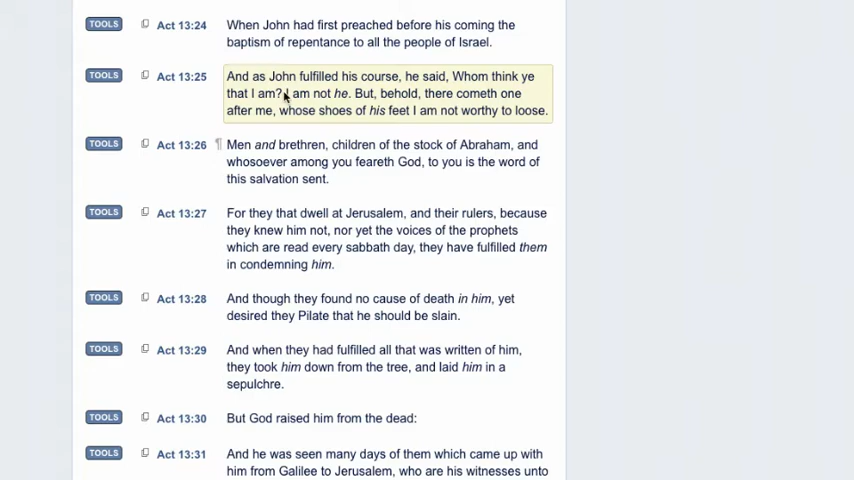 TOOLS Act 13:24 When John had first preached before his coming the
baptism of repentance to all the people of Israel.
TOOLS Act 13:25 And as John fulfilled his course, he said, Whom think ye
that I am? I am not he. But, behold, there cometh one
after me, whose shoes of his feet I am not worthy to loose.
TOOLS Act 13:26 ¶ Men and brethren, children of the stock of Abraham, and
whosoever among you feareth God, to you is the word of
this salvation sent.
TOOLS Act 13:27 For they that dwell at Jerusalem, and their rulers, because
they knew him not, nor yet the voices of the prophets
which are read every sabbath day, they have fulfilled them
in condemning him.
TOOLS Act 13:28 And though they found no cause of death in him, yet
desired they Pilate that he should be slain.
TOOLS Act 13:29 And when they had fulfilled all that was written of him,
they took him down from the tree, and laid him in a
sepulchre.
TOOLS Act 13:30 But God raised him from the dead:
TOOLS Act 13:31 And he was seen many days of them which came up with
him from Galilee to Jerusalem, who are his witnesses unto